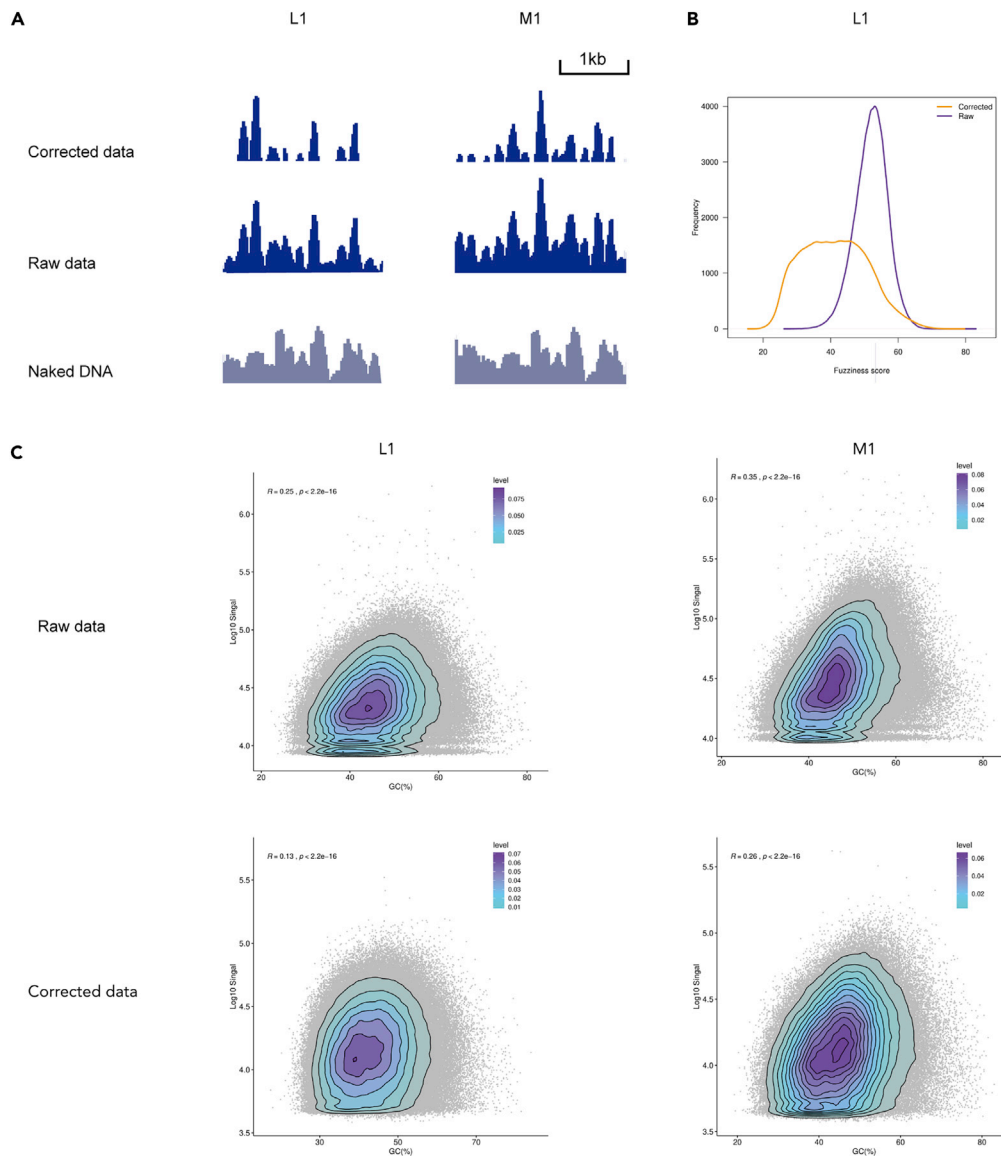 A
L1
M1
1kb
Corrected data
Raw data
Naked DNA
B
L1
Corrected
Raw
4000
3000
2000
1000
0
Frequency
20
40
60
80
Fuzziness score
C
L1
M1
Raw data
R = 0.25 , p < 2.2e-16
level
0.075
0.050
0.025
6.0
5.5
5.0
4.5
4.0
Log10 Singal
20
40
60
80
GC(%)
R = 0.35 , p < 2.2e-16
level
0.08
0.06
0.04
0.02
6.0
5.5
5.0
4.5
4.0
Log10 Singal
20
40
60
80
GC(%)
Corrected data
R = 0.13 , p < 2.2e-16
level
0.07
0.06
0.05
0.04
0.03
0.02
0.01
5.5
5.0
4.5
4.0
3.5
Log10 Singal
30
50
70
GC(%)
R = 0.26 , p < 2.2e-16
level
0.06
0.04
0.02
5.5
5.0
4.5
4.0
3.5
Log10 Singal
20
40
60
80
GC(%)